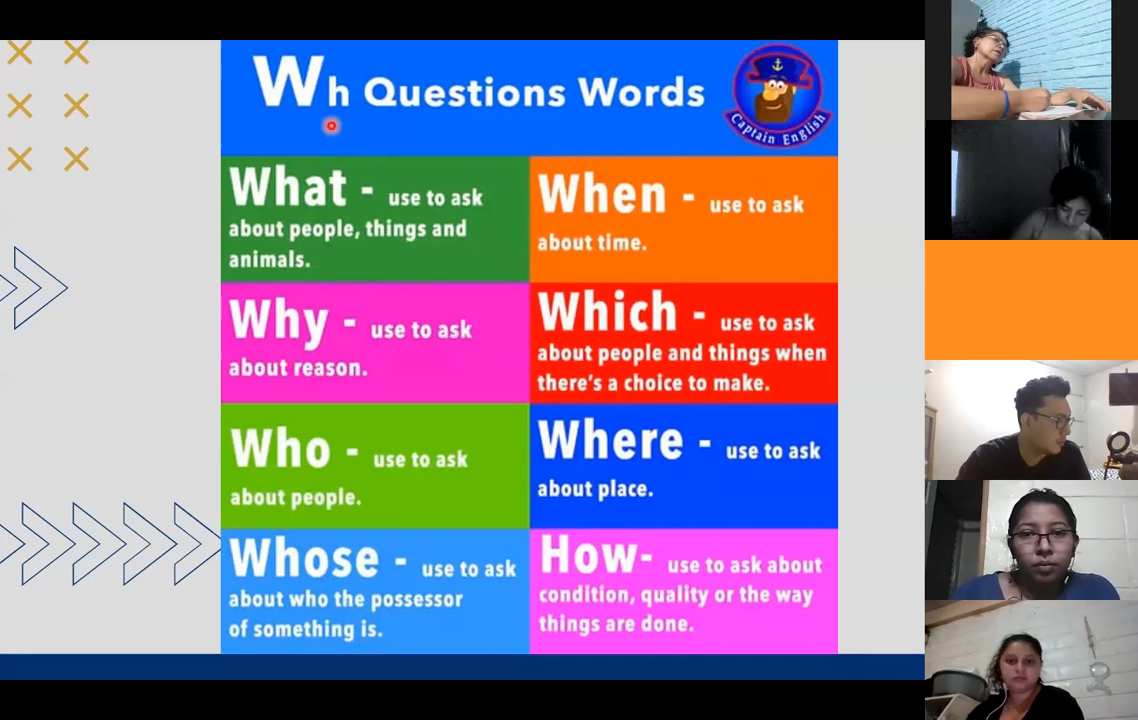 Wh Questions Words
Captain English
What - use to ask
about people, things and
animals.
When - use to ask
about time.
Why - use to ask
about reason.
Which - use to ask
about people and things when
there's a choice to make.
Who - use to ask
about people.
Where - use to ask
about place.
Whose - use to ask
about who the possessor
of something is.
How- use to ask about
condition, quality or the way
things are done.